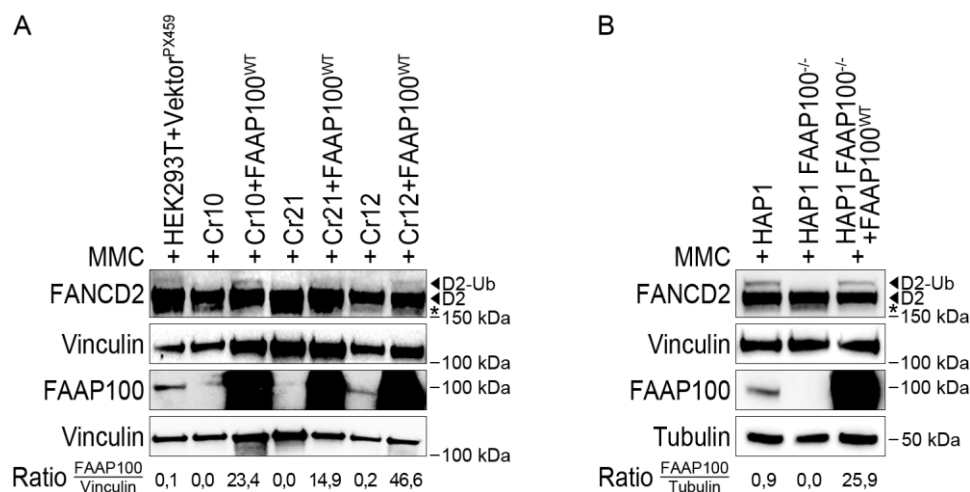 A
HEK293T+Vektor^PX459
Cr10
Cr10+FAAP100^WT
Cr21
Cr21+FAAP100^WT
Cr12
Cr12+FAAP100^WT
MMC + + + + + + +
FANCD2
D2-Ub
D2
*
150 kDa
Vinculin
100 kDa
FAAP100
100 kDa
Vinculin
100 kDa
Ratio FAAP100/Vinculin 0,1 0,0 23,4 0,0 14,9 0,2 46,6
B
HAP1
HAP1 FAAP100^-/-
HAP1 FAAP100^-/-
+FAAP100^WT
MMC + + +
FANCD2
D2-Ub
D2
*
150 kDa
Vinculin
100 kDa
FAAP100
100 kDa
Tubulin
50 kDa
Ratio FAAP100/Tubulin 0,9 0,0 25,9